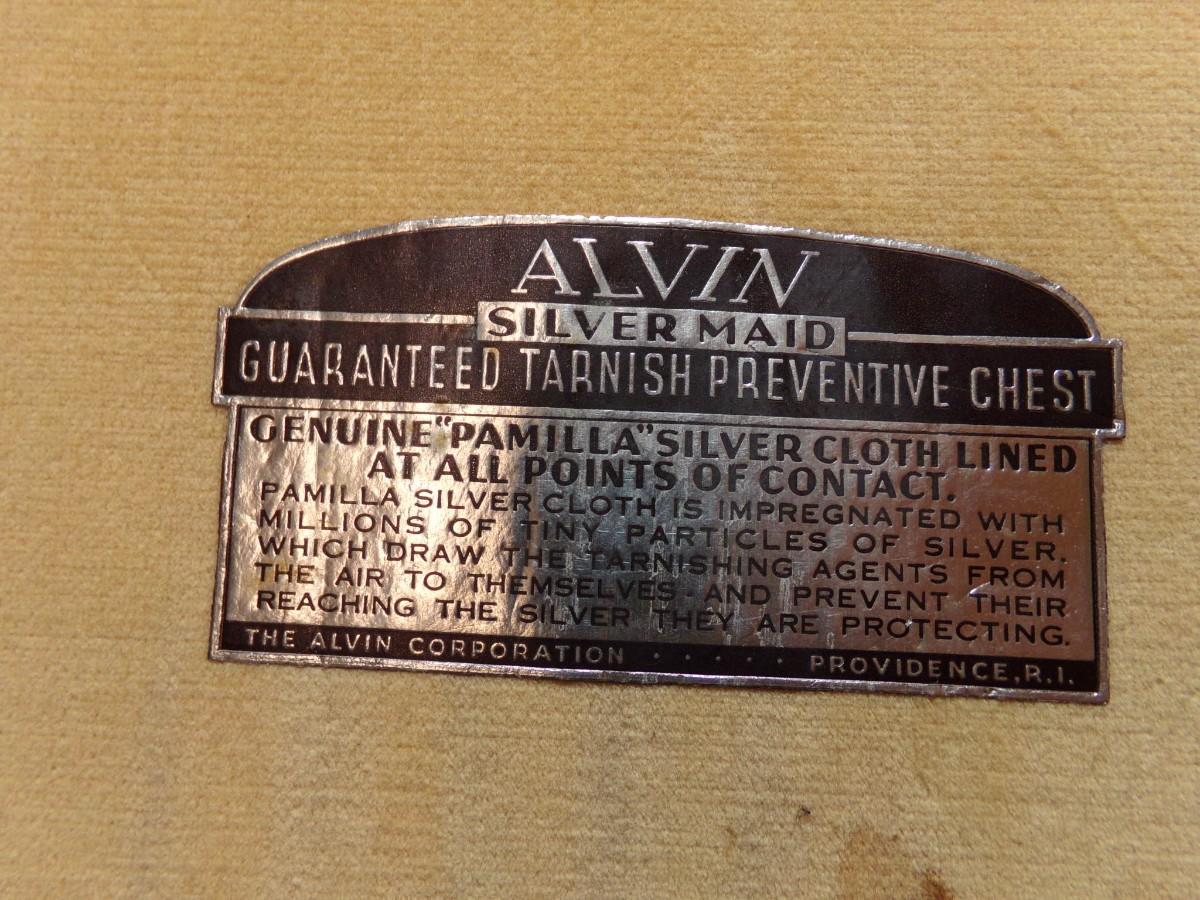 ALVIN
SILVER MAID
GUARANTEED TARNISH PREVENTIVE CHEST
GENUINE "PAMILLA" SILVER CLOTH LINED
AT ALL POINTS OF CONTACT.
PAMILLA SILVER CLOTH IS IMPREGNATED WITH
MILLIONS OF TINY PARTICLES OF SILVER.
WHICH DRAW THE TARNISHING AGENTS FROM
THE AIR TO THEMSELVES - AND PREVENT THEIR
REACHING THE SILVER THEY ARE PROTECTING.
THE ALVIN CORPORATION . . . . . PROVIDENCE, R.I.